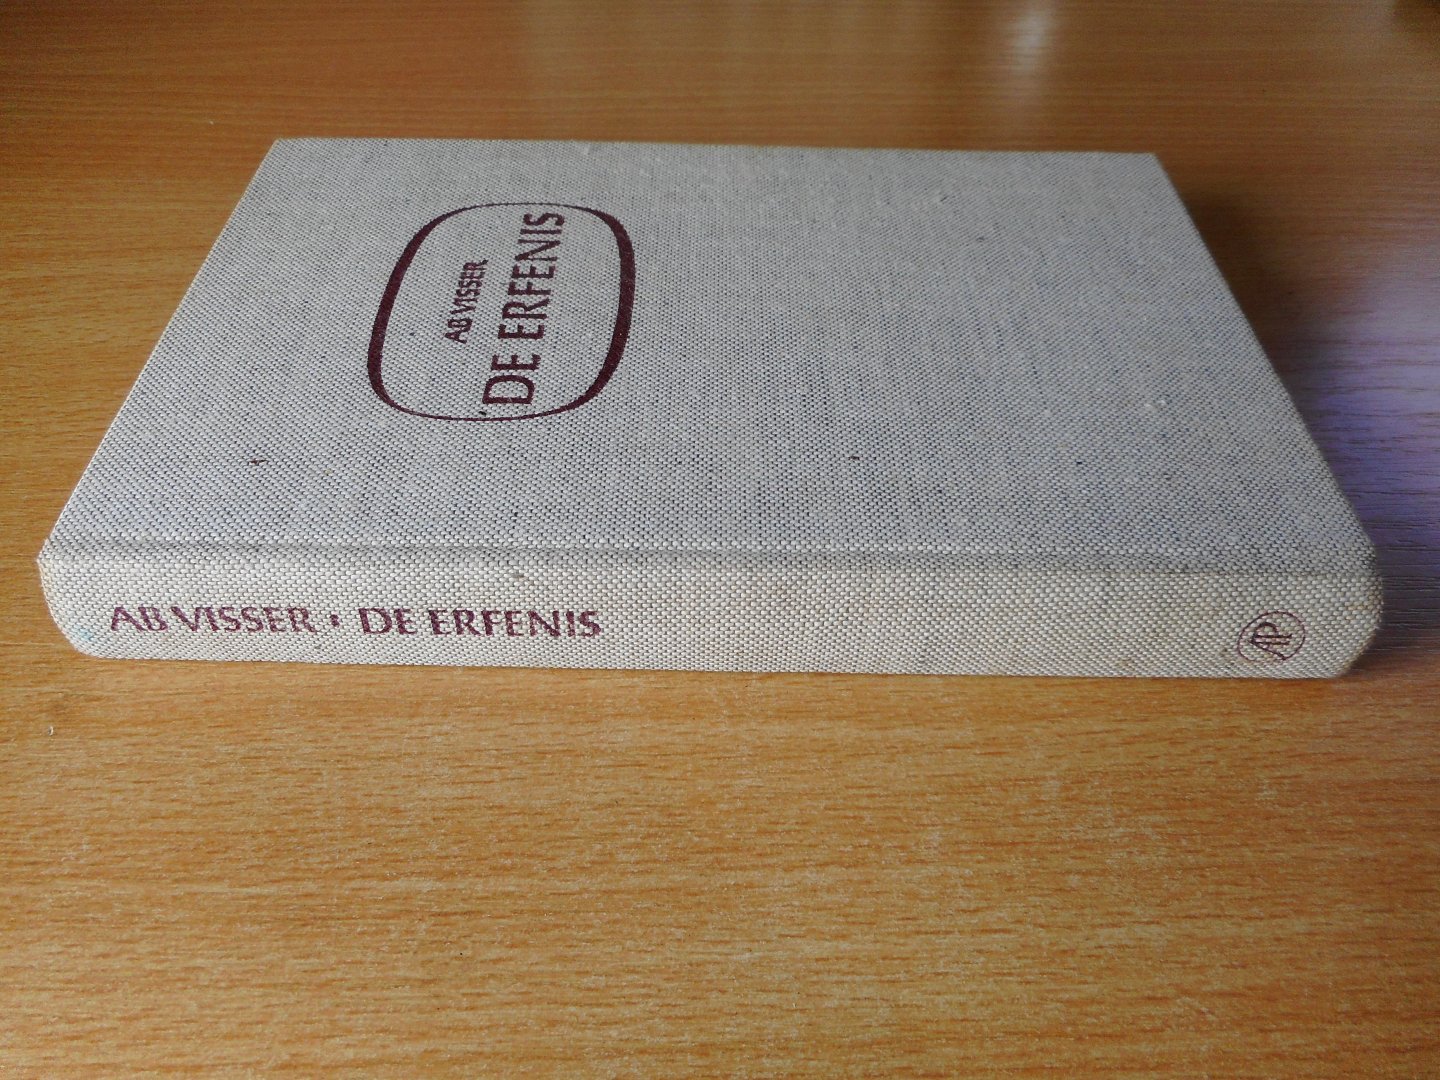 AB VISSER
DE ERFENIS
AB VISSER · DE ERFENIS
AP